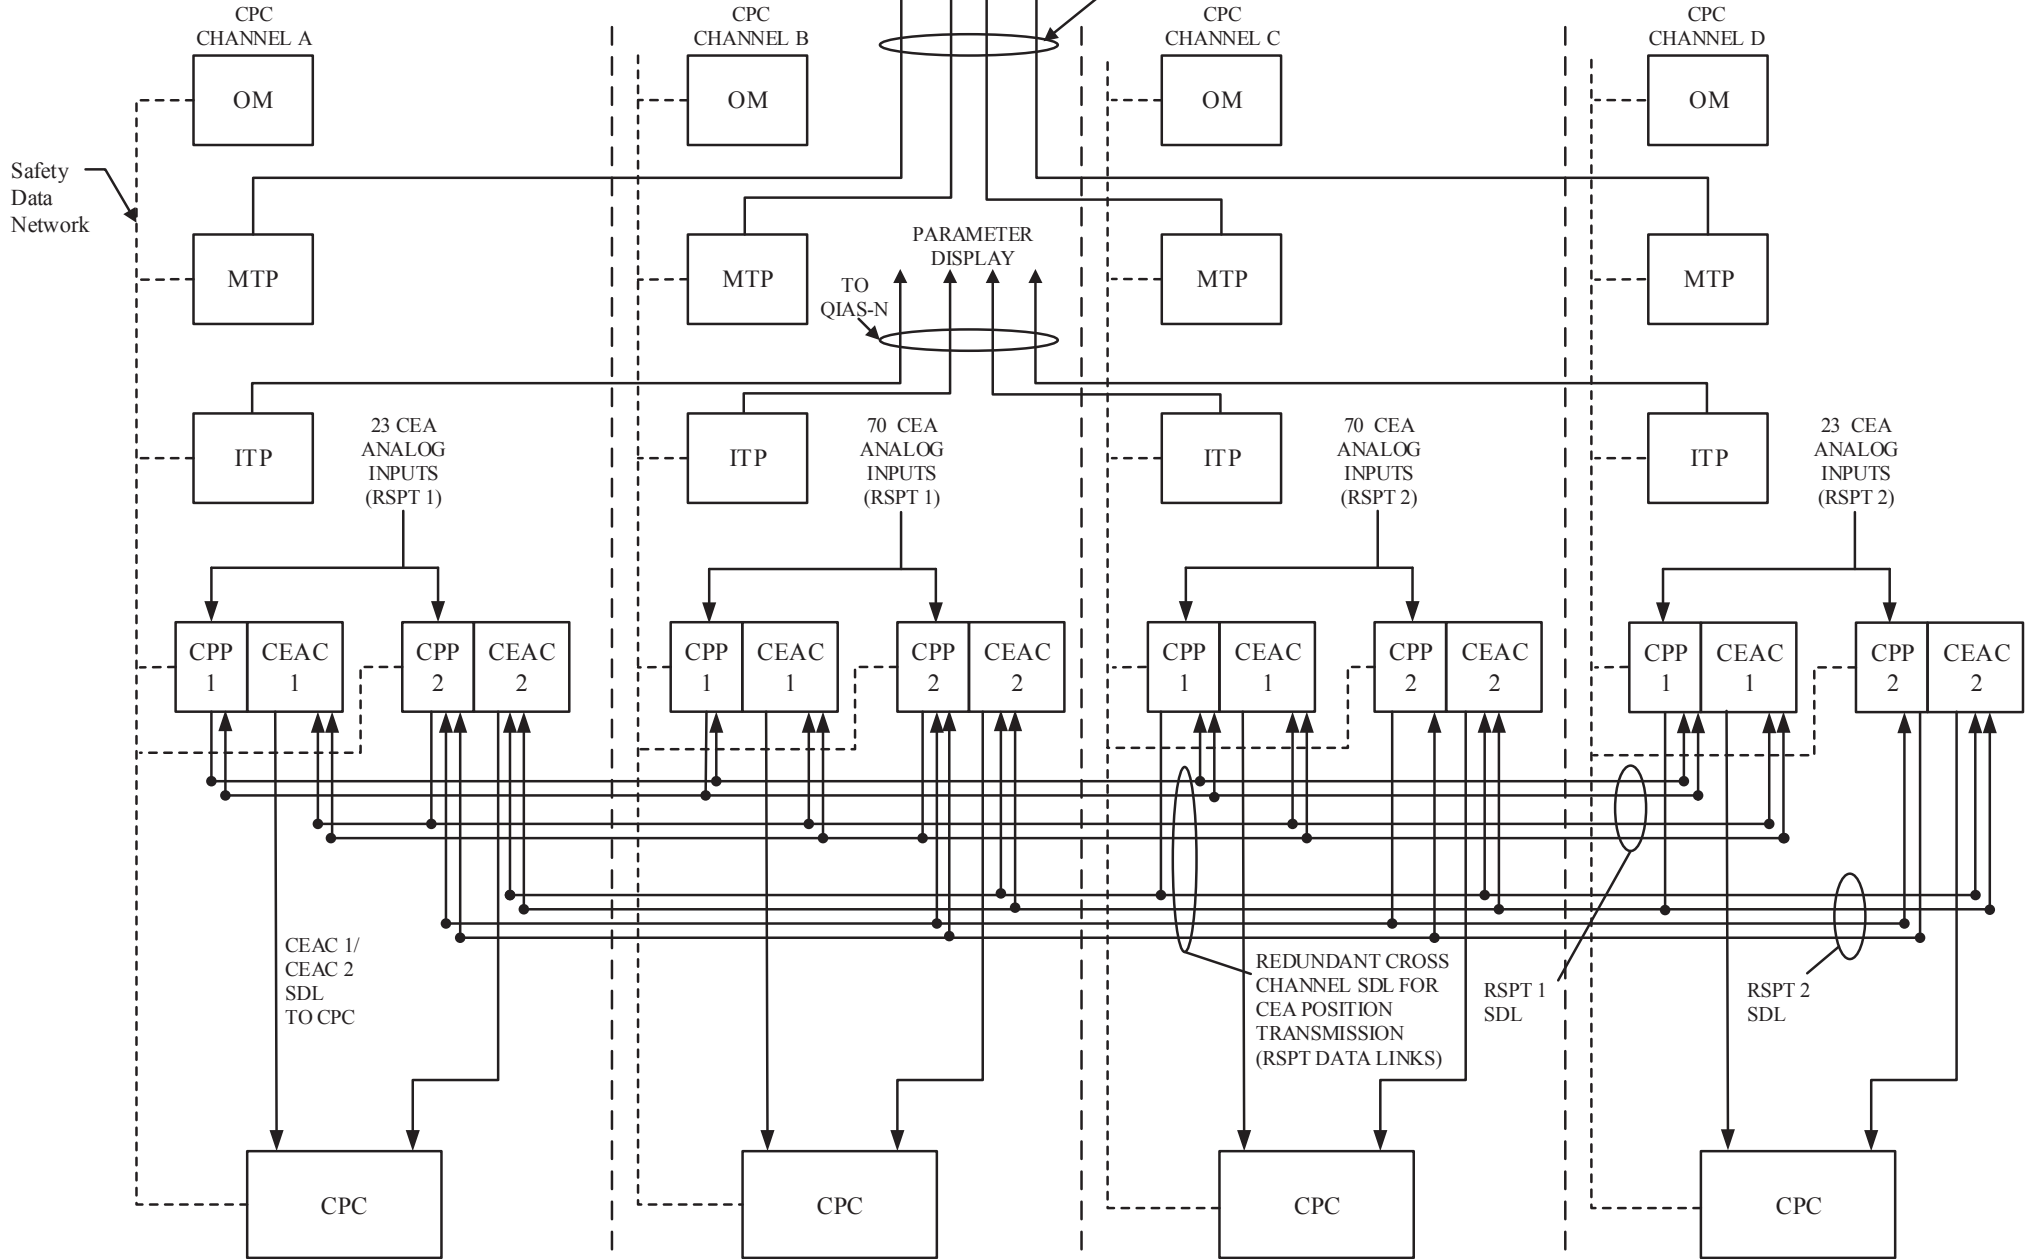 CPC
CHANNEL A
CPC
CHANNEL B
CPC
CHANNEL C
CPC
CHANNEL D
OM
OM
OM
OM
Safety
Data
Network
MTP
MTP
MTP
MTP
PARAMETER
DISPLAY
TO
QIAS-N
ITP
ITP
ITP
ITP
23 CEA
ANALOG
INPUTS
(RSPT 1)
70 CEA
ANALOG
INPUTS
(RSPT 1)
70 CEA
ANALOG
INPUTS
(RSPT 2)
23 CEA
ANALOG
INPUTS
(RSPT 2)
CPP
1
CEAC
1
CPP
2
CEAC
2
CPP
1
CEAC
1
CPP
2
CEAC
2
CPP
1
CEAC
1
CPP
2
CEAC
2
CPP
1
CEAC
1
CPP
2
CEAC
2
CEAC 1/
CEAC 2
SDL
TO CPC
REDUNDANT CROSS
CHANNEL SDL FOR
CEA POSITION
TRANSMISSION
(RSPT DATA LINKS)
RSPT 1
SDL
RSPT 2
SDL
CPC
CPC
CPC
CPC